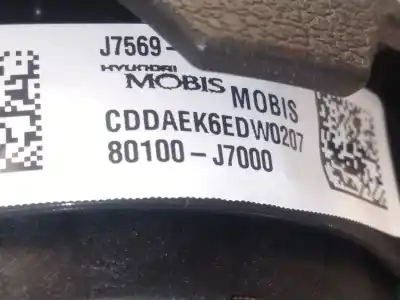 J7569-
HYUNDAI
MOBIS MOBIS
CDDAEK6EDW0207
80100-J7000